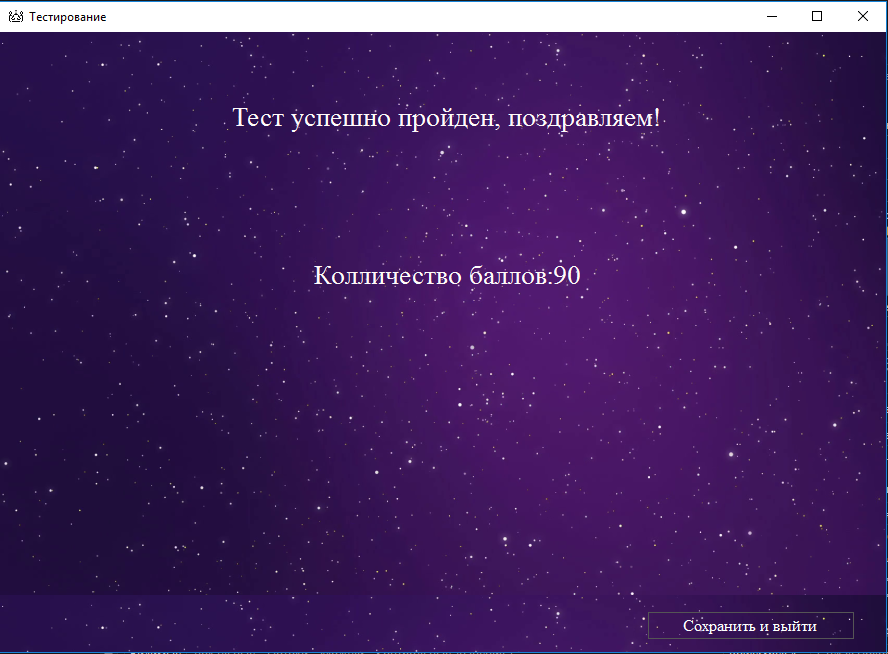 Тестирование
Тест успешно пройден, поздравляем!
Колличество баллов:90
Сохранить и выйти